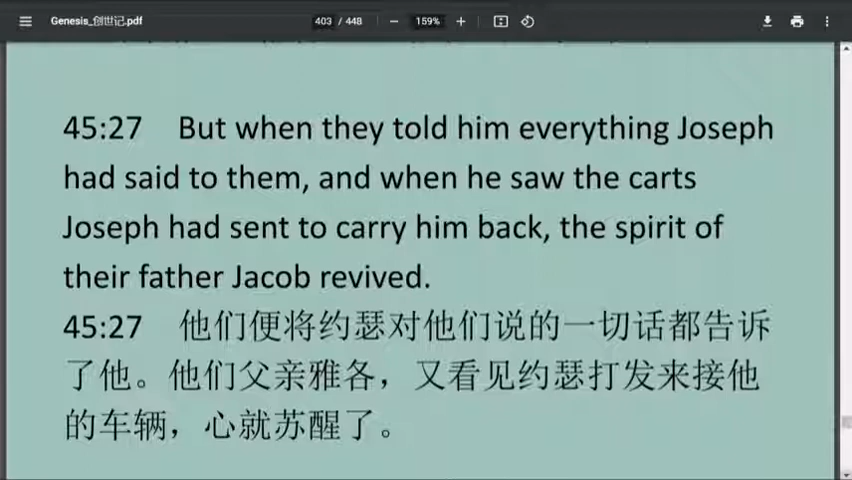 Genesis_创世记.pdf
403 / 448
159%
45:27 But when they told him everything Joseph
had said to them, and when he saw the carts
Joseph had sent to carry him back, the spirit of
their father Jacob revived.
45:27 他们便将约瑟对他们说的一切话都告诉
了他。他们父亲雅各，又看见约瑟打发来接他
的车辆，心就苏醒了。